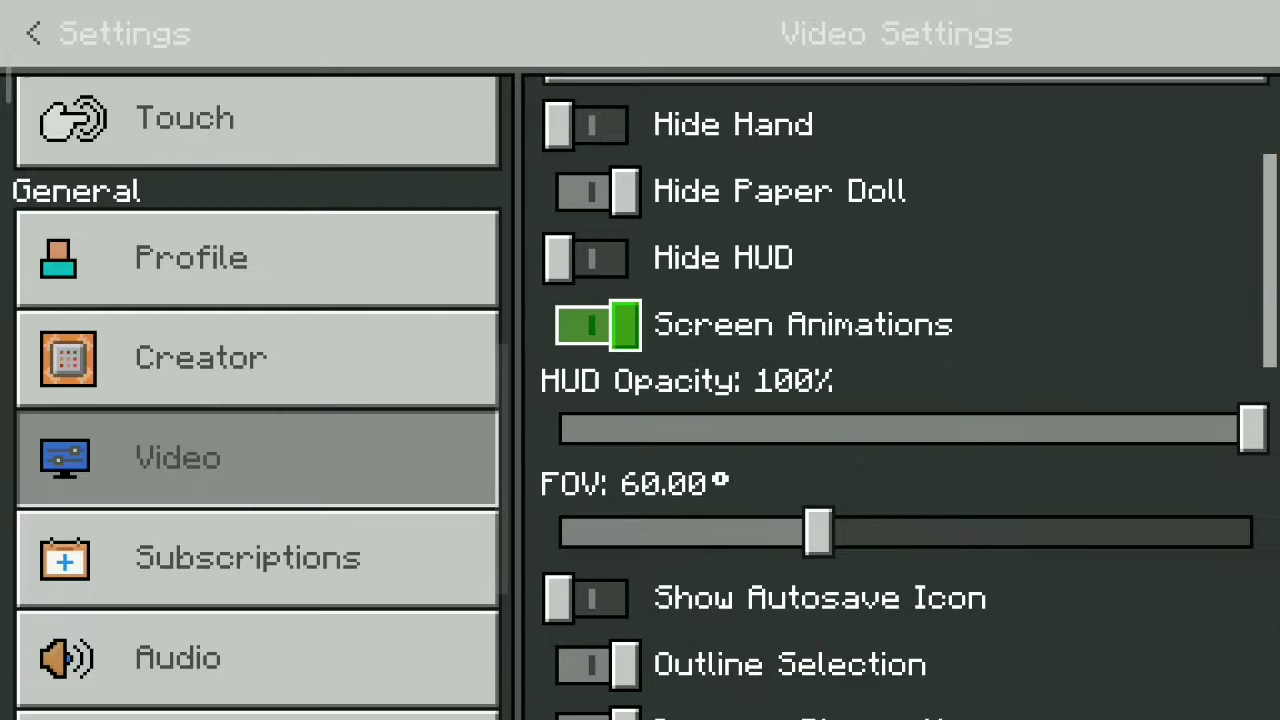 Settings
Video Settings
Touch
General
Profile
Creator
Video
Subscriptions
Audio
Hide Hand
Hide Paper Doll
Hide HUD
Screen Animations
HUD Opacity: 100%
FOV: 60.00°
Show Autosave Icon
Outline Selection